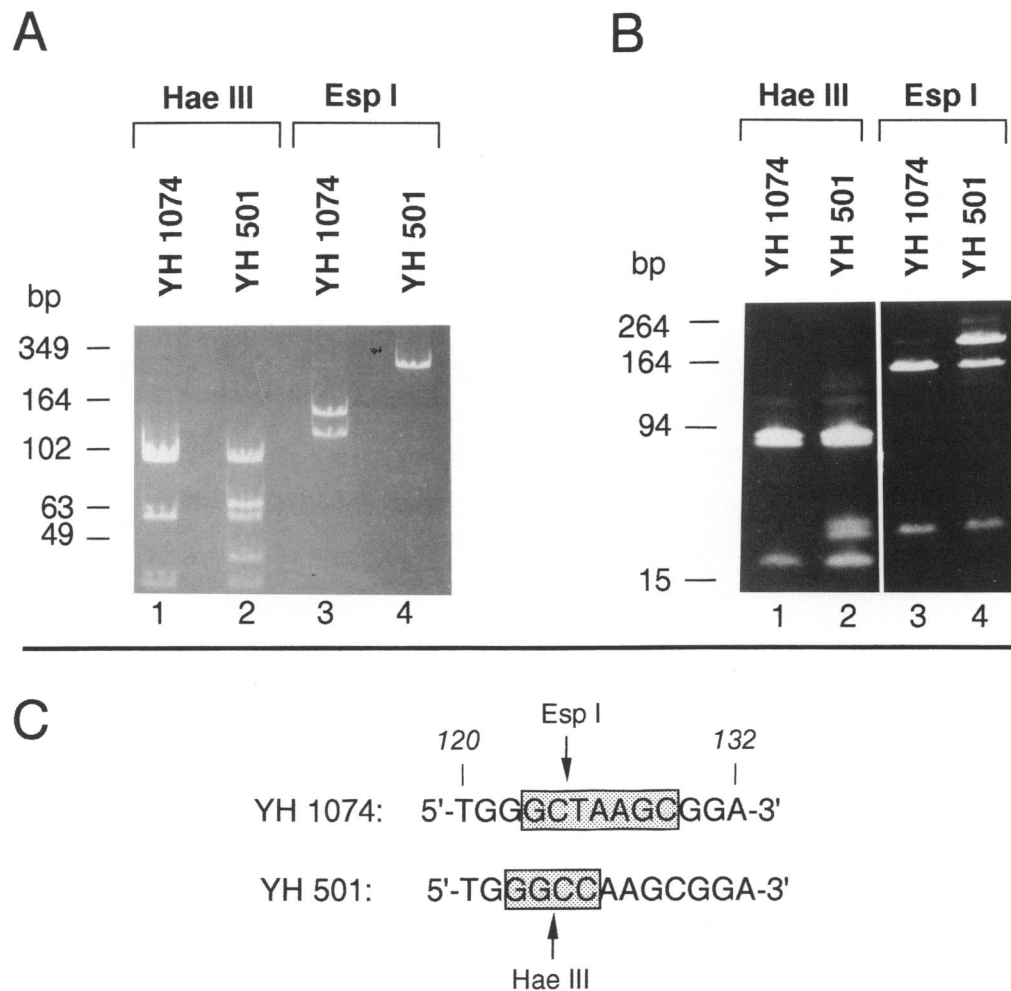 A
Hae III Esp I
YH 1074 YH 501 YH 1074 YH 501
bp
349
164
102
63
49
1 2 3 4
B
Hae III Esp I
YH 1074 YH 501 YH 1074 YH 501
bp
264
164
94
15
1 2 3 4
C
Esp I
120 132
YH 1074: 5'-TGGGCTAAGCGGA-3'
YH 501: 5'-TGGGCCAAGCGGA-3'
Hae III